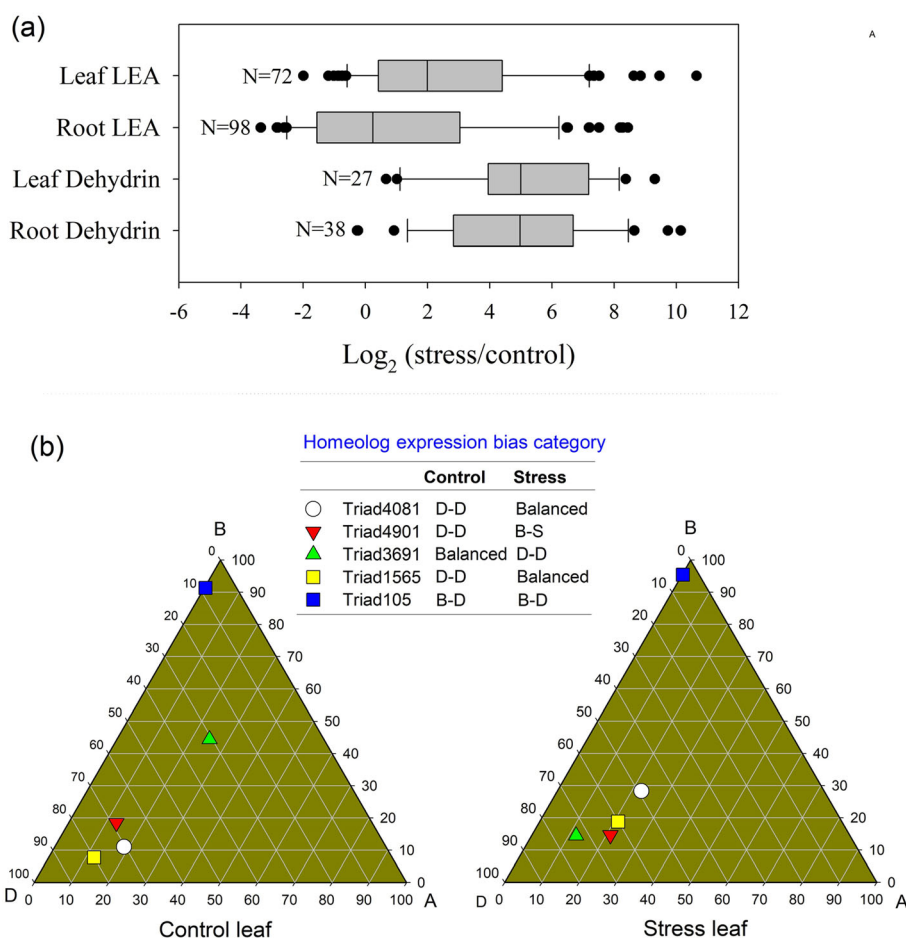 (a)
A
Leaf LEA
N=72
Root LEA
N=98
Leaf Dehydrin
N=27
Root Dehydrin
N=38
-6 -4 -2 0 2 4 6 8 10 12
Log2 (stress/control)
(b)
Homeolog expression bias category
Control Stress
Triad4081 D-D Balanced
Triad4901 D-D B-S
Triad3691 Balanced D-D
Triad1565 D-D Balanced
Triad105 B-D B-D
B
0 100
10 90
20 80
30 70
40 60
50 50
60 40
70 30
80 20
90 10
100 0
D A
0 10 20 30 40 50 60 70 80 90 100
Control leaf
B
0 100
10 90
20 80
30 70
40 60
50 50
60 40
70 30
80 20
90 10
100 0
D A
0 10 20 30 40 50 60 70 80 90 100
Stress leaf